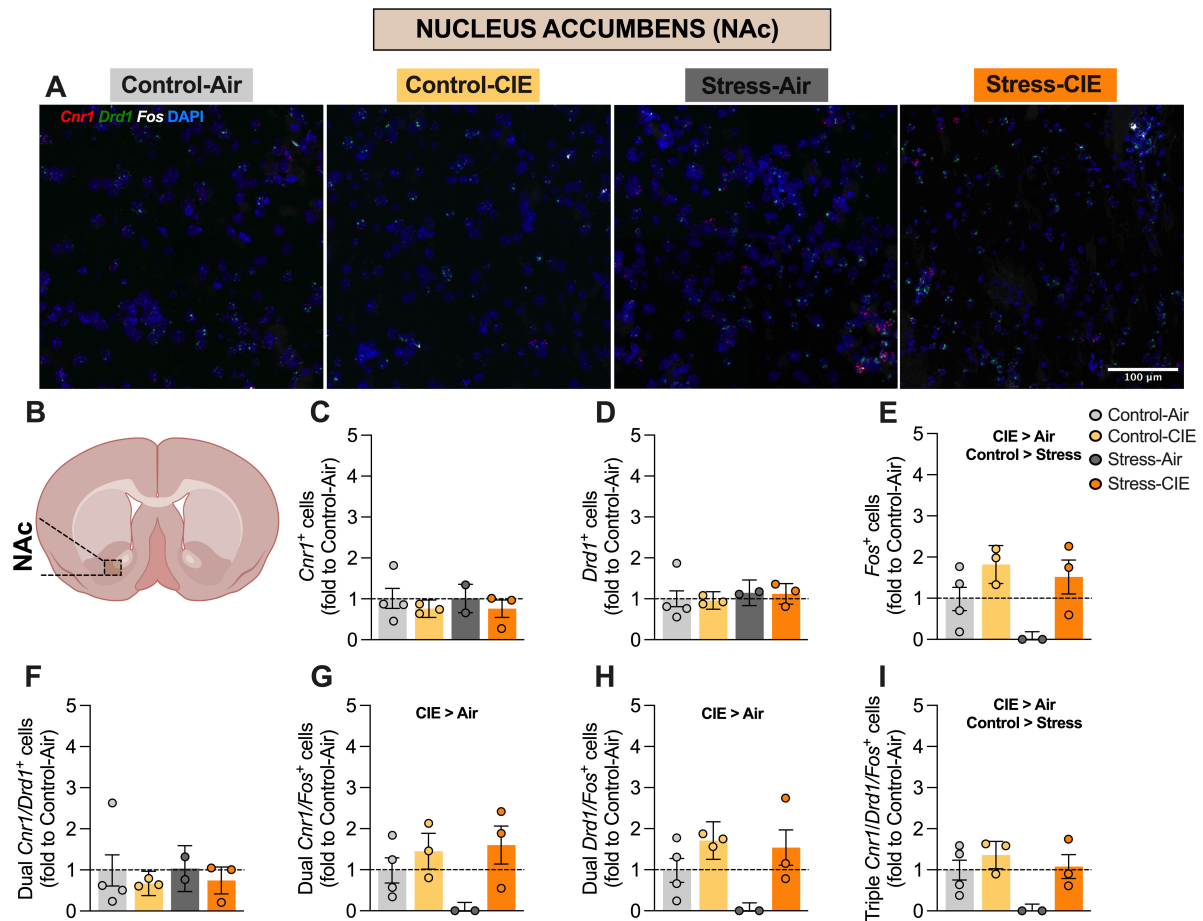 NUCLEUS ACCUMBENS (NAc)
A
Control-Air
Control-CIE
Stress-Air
Stress-CIE
Cnr1 Drd1 Fos DAPI
100 µm
B
NAc
C
Cnr1⁺ cells
(fold to Control-Air)
5
4
3
2
1
0
D
Drd1⁺ cells
(fold to Control-Air)
5
4
3
2
1
0
E
Fos⁺ cells
(fold to Control-Air)
5
4
3
2
1
0
CIE > Air
Control > Stress
Control-Air
Control-CIE
Stress-Air
Stress-CIE
F
Dual Cnr1/Drd1⁺ cells
(fold to Control-Air)
5
4
3
2
1
0
G
Dual Cnr1/Fos⁺ cells
(fold to Control-Air)
5
4
3
2
1
0
CIE > Air
H
Dual Drd1/Fos⁺ cells
(fold to Control-Air)
5
4
3
2
1
0
CIE > Air
I
Triple Cnr1/Drd1/Fos⁺ cells
(fold to Control-Air)
5
4
3
2
1
0
CIE > Air
Control > Stress